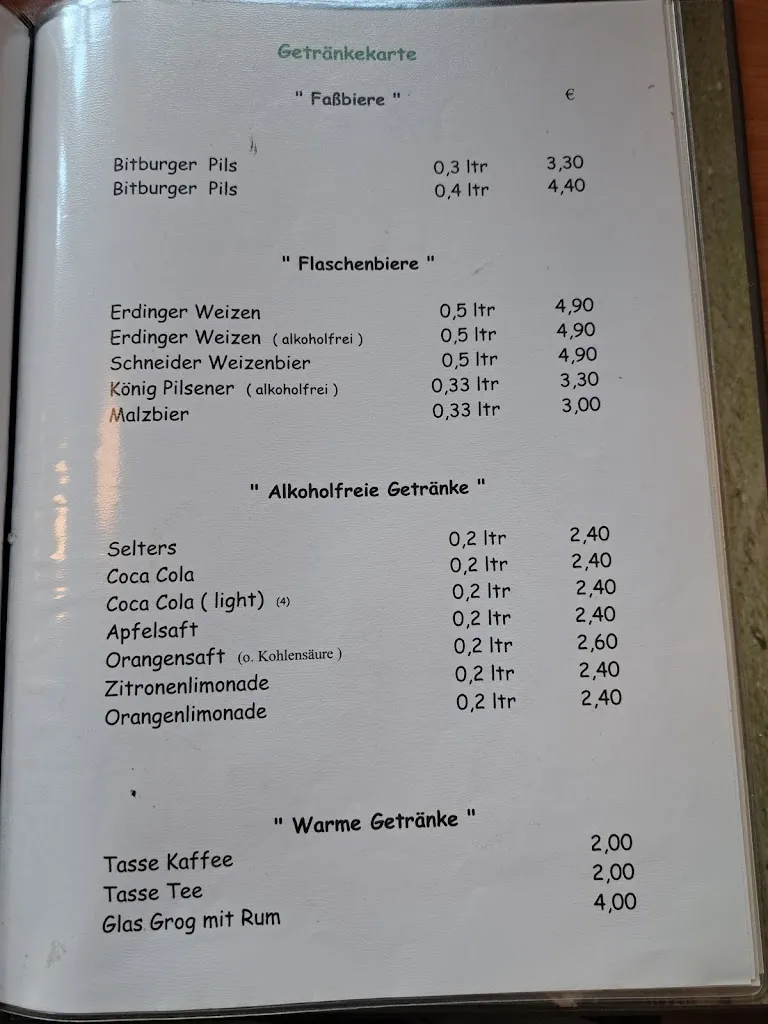 Getränkekarte
" Faßbiere " €
Bitburger Pils 0,3 ltr 3,30
Bitburger Pils 0,4 ltr 4,40
" Flaschenbiere "
Erdinger Weizen 0,5 ltr 4,90
Erdinger Weizen ( alkoholfrei ) 0,5 ltr 4,90
Schneider Weizenbier 0,5 ltr 4,90
König Pilsener ( alkoholfrei ) 0,33 ltr 3,30
Malzbier 0,33 ltr 3,00
" Alkoholfreie Getränke "
Selters 0,2 ltr 2,40
Coca Cola 0,2 ltr 2,40
Coca Cola ( light) (4) 0,2 ltr 2,40
Apfelsaft 0,2 ltr 2,40
Orangensaft (o. Kohlensäure ) 0,2 ltr 2,60
Zitronenlimonade 0,2 ltr 2,40
Orangenlimonade 0,2 ltr 2,40
" Warme Getränke "
Tasse Kaffee 2,00
Tasse Tee 2,00
Glas Grog mit Rum 4,00